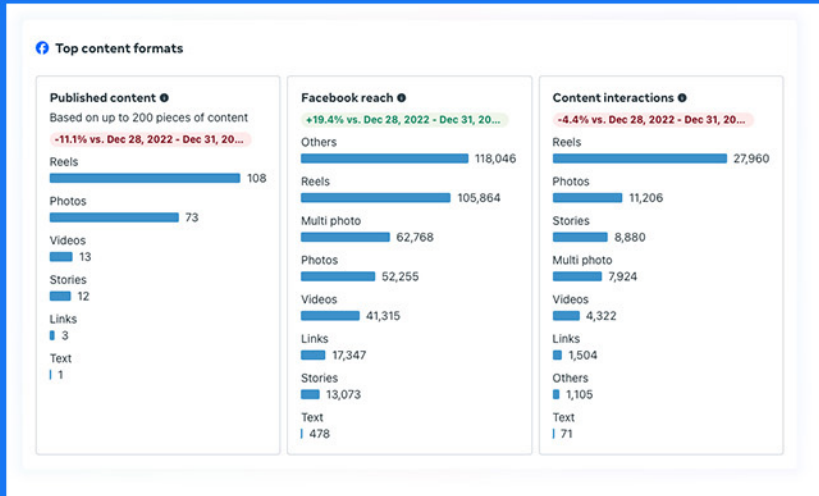 Top content formats
Published content
Based on up to 200 pieces of content
-11.1% vs. Dec 28, 2022 - Dec 31, 20...
Reels
108
Photos
73
Videos
13
Stories
12
Links
3
Text
1
Facebook reach
+19.4% vs. Dec 28, 2022 - Dec 31, 20...
Others
118,046
Reels
105,864
Multi photo
62,768
Photos
52,255
Videos
41,315
Links
17,347
Stories
13,073
Text
478
Content interactions
-4.4% vs. Dec 28, 2022 - Dec 31, 20...
Reels
27,960
Photos
11,206
Stories
8,880
Multi photo
7,924
Videos
4,322
Links
1,504
Others
1,105
Text
71